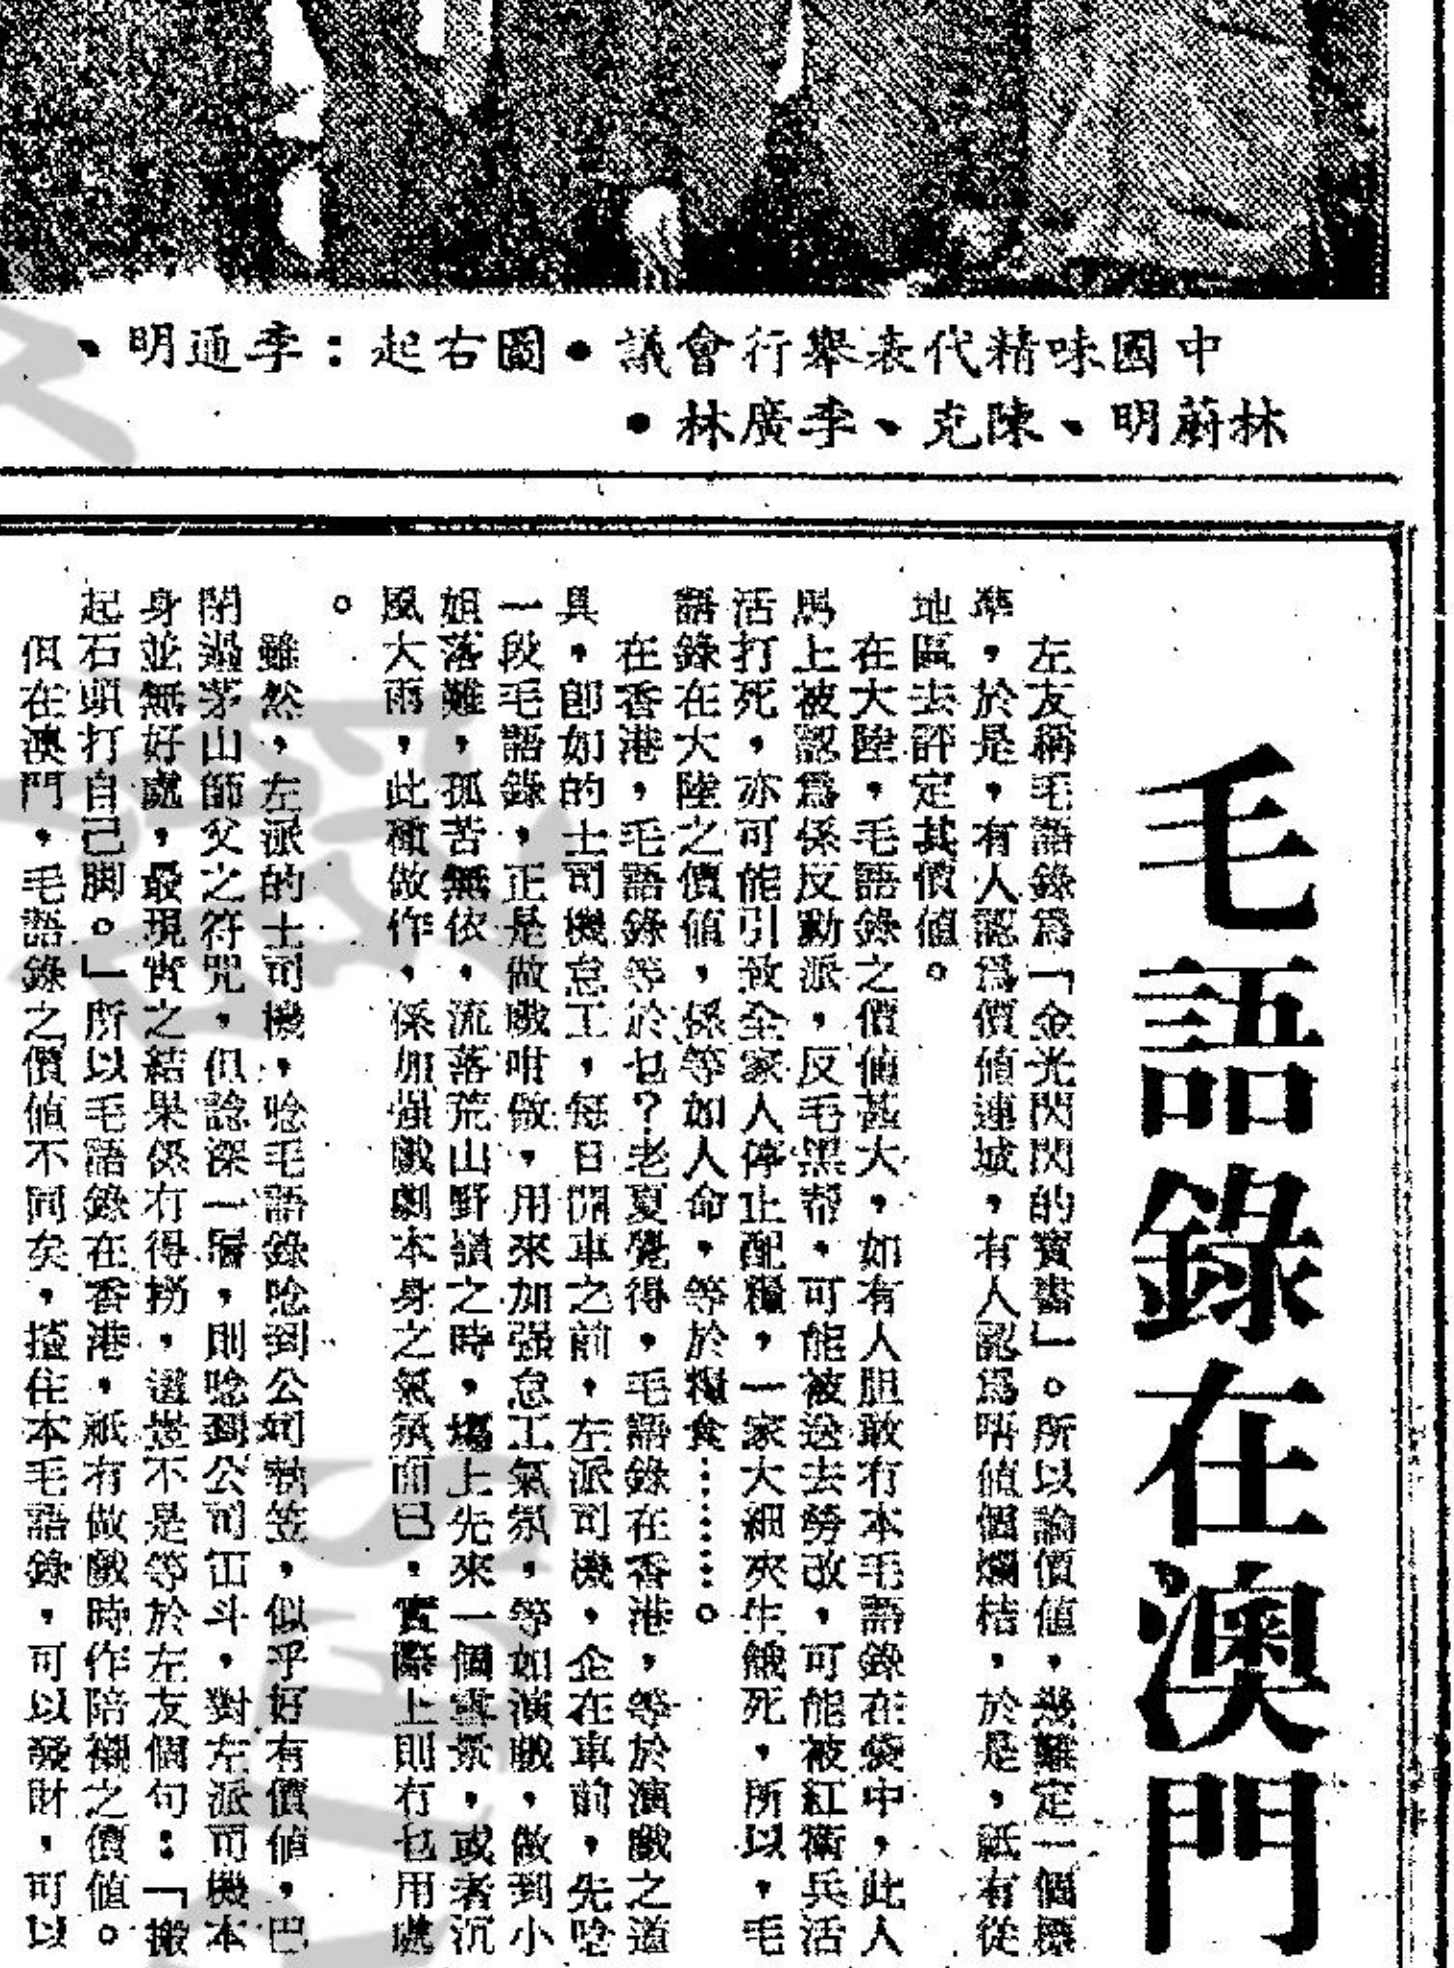 中國味精代表舉行會議●圖右起：李通明、
林蔚明、陳克、李廣林●
毛語錄在澳門
左友稱毛語錄爲「金光閃閃的寶書」。所以論價值，幾難定一個標
準，於是，有人認爲價值連城，有人認爲唔值個爛桔，於是，祇有從
地區去評定其價值。
在大陸，毛語錄之價值甚大，如有人胆敢冇本毛語錄在袋中，此人
馬上被認爲係反動派，反毛黑帮，可能被送去勞改，可能被紅衛兵活
活打死，亦可能引致全家人停止配糧，一家大細夾生餓死，所以，毛
語錄在大陸之價值，係等如人命，等於糧食………。
在香港，毛語錄等於乜？老夏覺得，毛語錄在香港，等於演戲之道
具，卽如的士司機怠工，每日開車之前，左派司機，企在車前，先唸
一段毛語錄，正是做戲咁做，用來加强怠工氣氛，等如演戲，做到小
姐落難，孤苦無依，流落荒山野嶺之時，塲上先來一個雪景，或者沉
風大雨，此種做作，係加强戲劇本身之氣氛而已，實際上則冇乜用處
。
雖然，左派的士司機，唸毛語錄唸到公司執笠，似乎好有價值，巴
閉過茅山師父之符咒，但諗深一層，則唸到公司冚斗，對左派司機本
身並無好處，最現實之結果係冇得撈，這豈不是等於左友個句：「搬
起石頭打自己脚。」所以毛語錄在香港，祇有做戲時作陪襯之價值。
但在澳門，毛語錄之價值不同矣，揸住本毛語錄，可以發財，可以